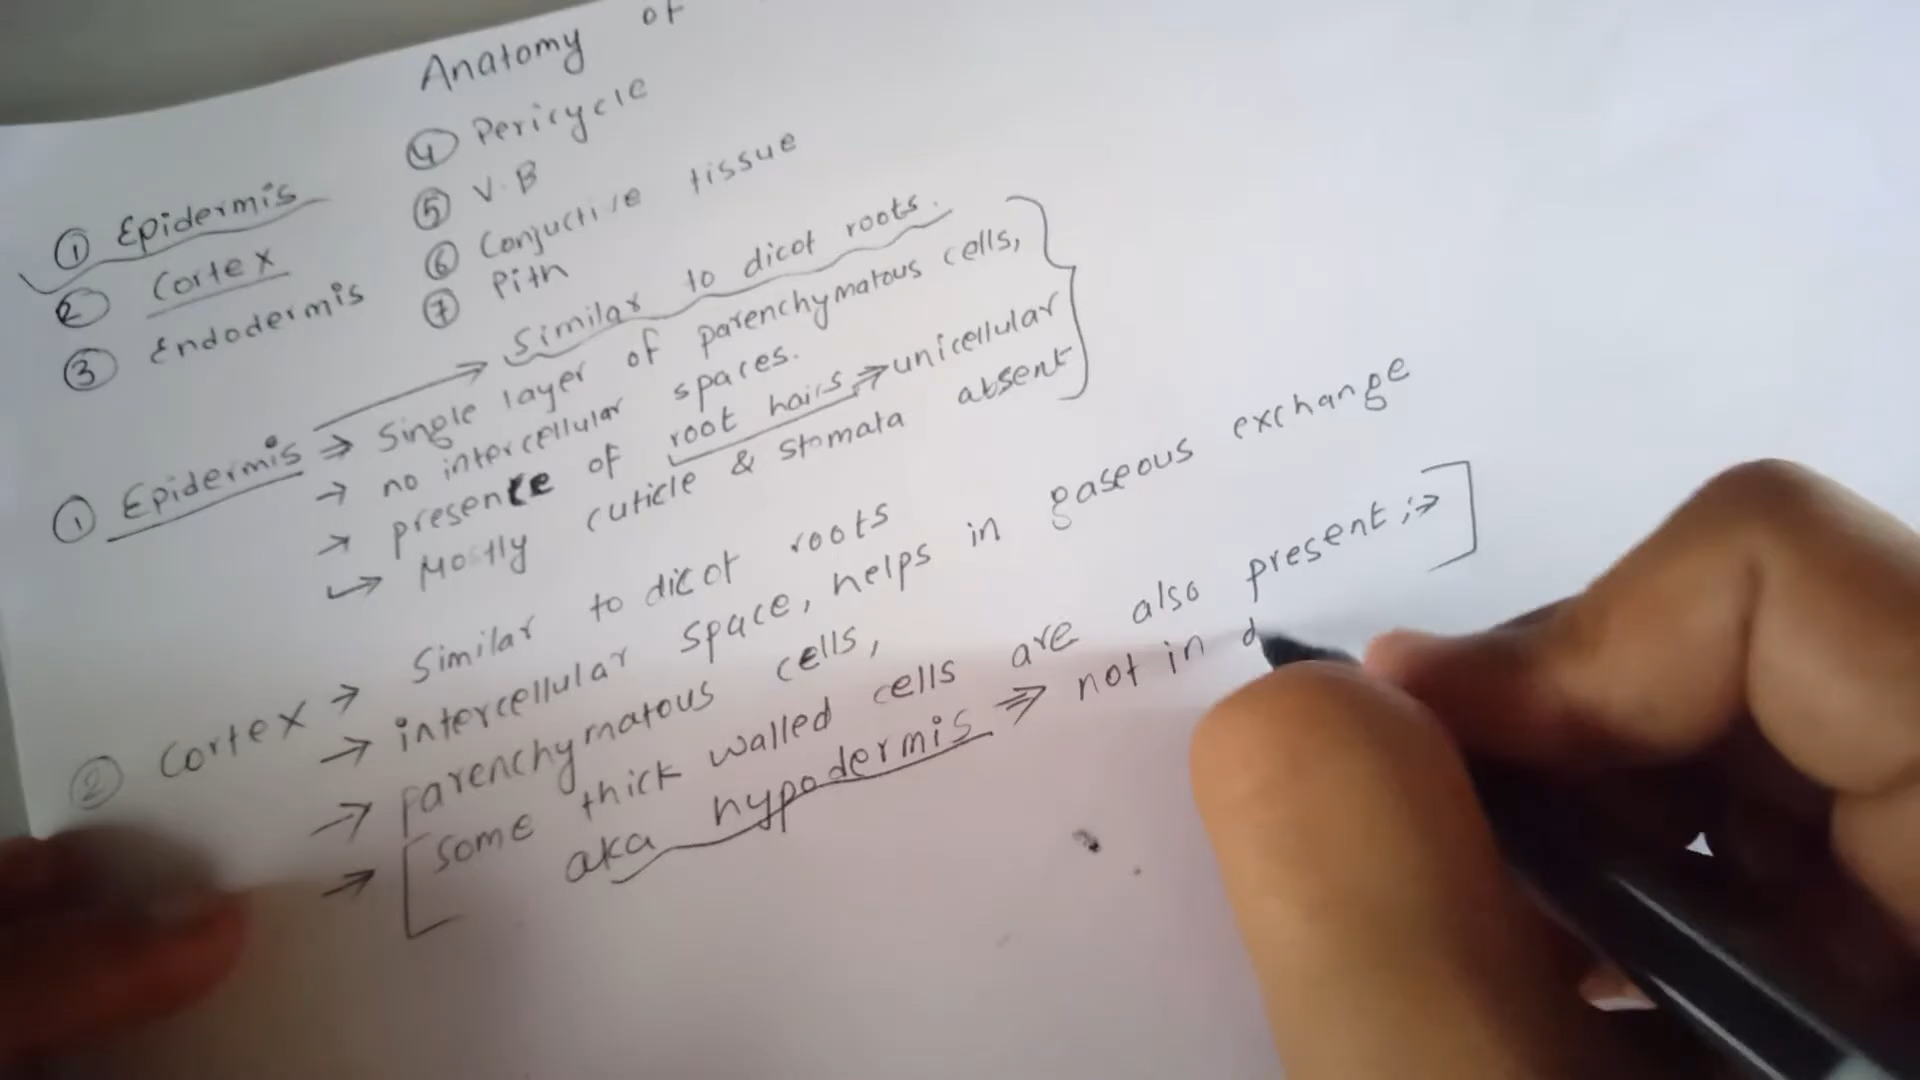 Anatomy of
① Epidermis
② Cortex
③ Endodermis
④ Pericycle
⑤ V.B
⑥ Conjuctive tissue
⑦ Pith
① Epidermis → Similar to dicot roots.
⇒ Single layer of parenchymatous cells,
→ no intercellular spaces.
→ presence of root hairs → unicellular
↳ Mostly cuticle & stomata absent
② Cortex → Similar to dicot roots
→ intercellular space, helps in gaseous exchange
→ parenchymatous cells,
→ [some thick walled cells are also present ;→]
aka hypodermis ⇒ not in d